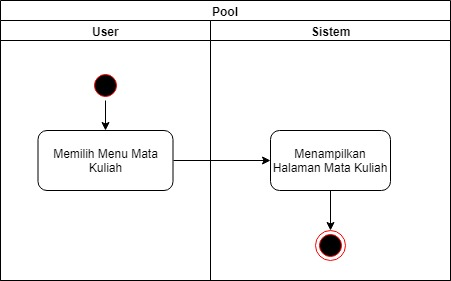 Pool
User
Sistem
Memilih Menu Mata
Kuliah
Menampilkan
Halaman Mata Kuliah